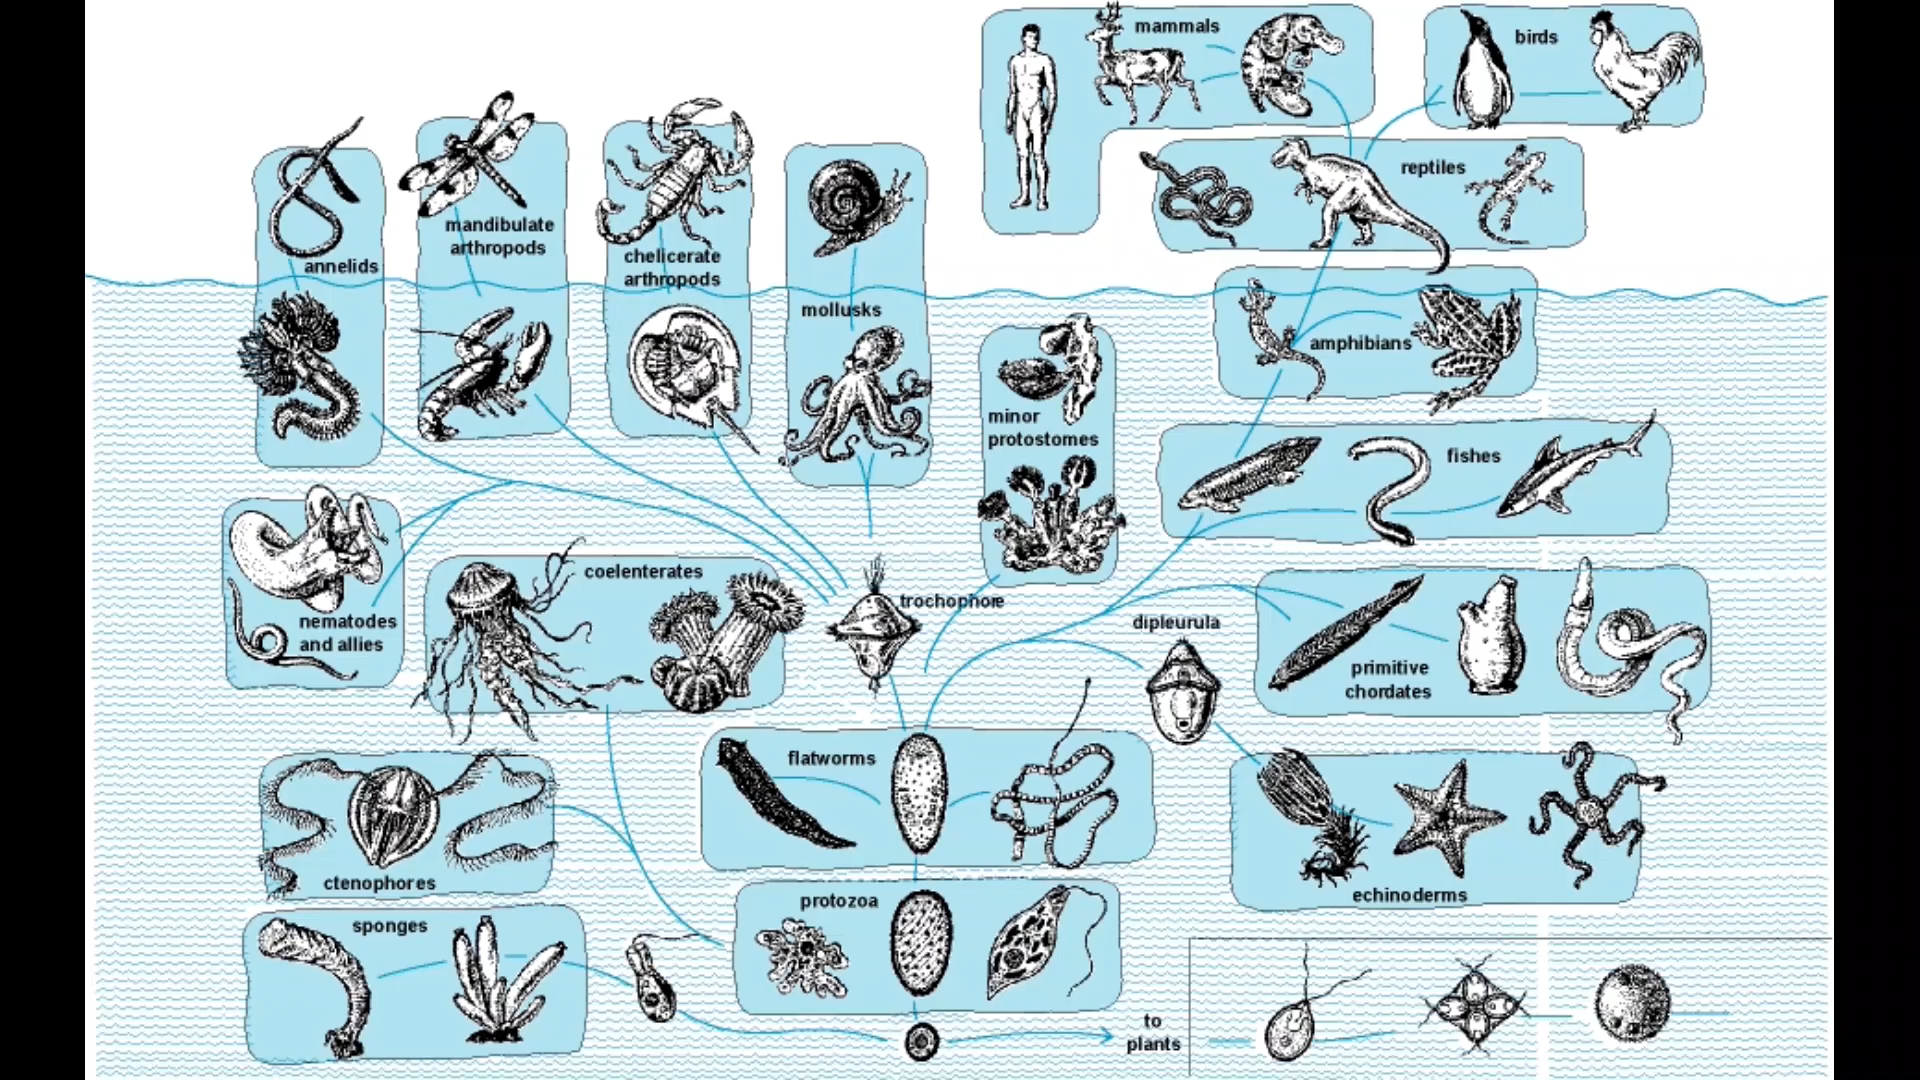 mammals
birds
reptiles
mandibulate
arthropods
chelicerate
arthropods
annelids
mollusks
amphibians
minor
protostomes
fishes
coelenterates
trochophore
nematodes
and allies
dipleurula
primitive
chordates
flatworms
ctenophores
echinoderms
protozoa
sponges
to
plants